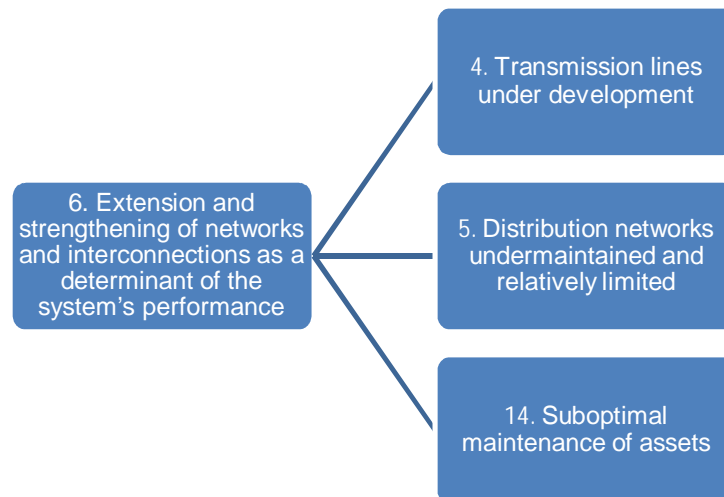 4. Transmission lines
under development
6. Extension and
strengthening of networks
and interconnections as a
determinant of the
system’s performance
5. Distribution networks
undermaintained and
relatively limited
14. Suboptimal
maintenance of assets